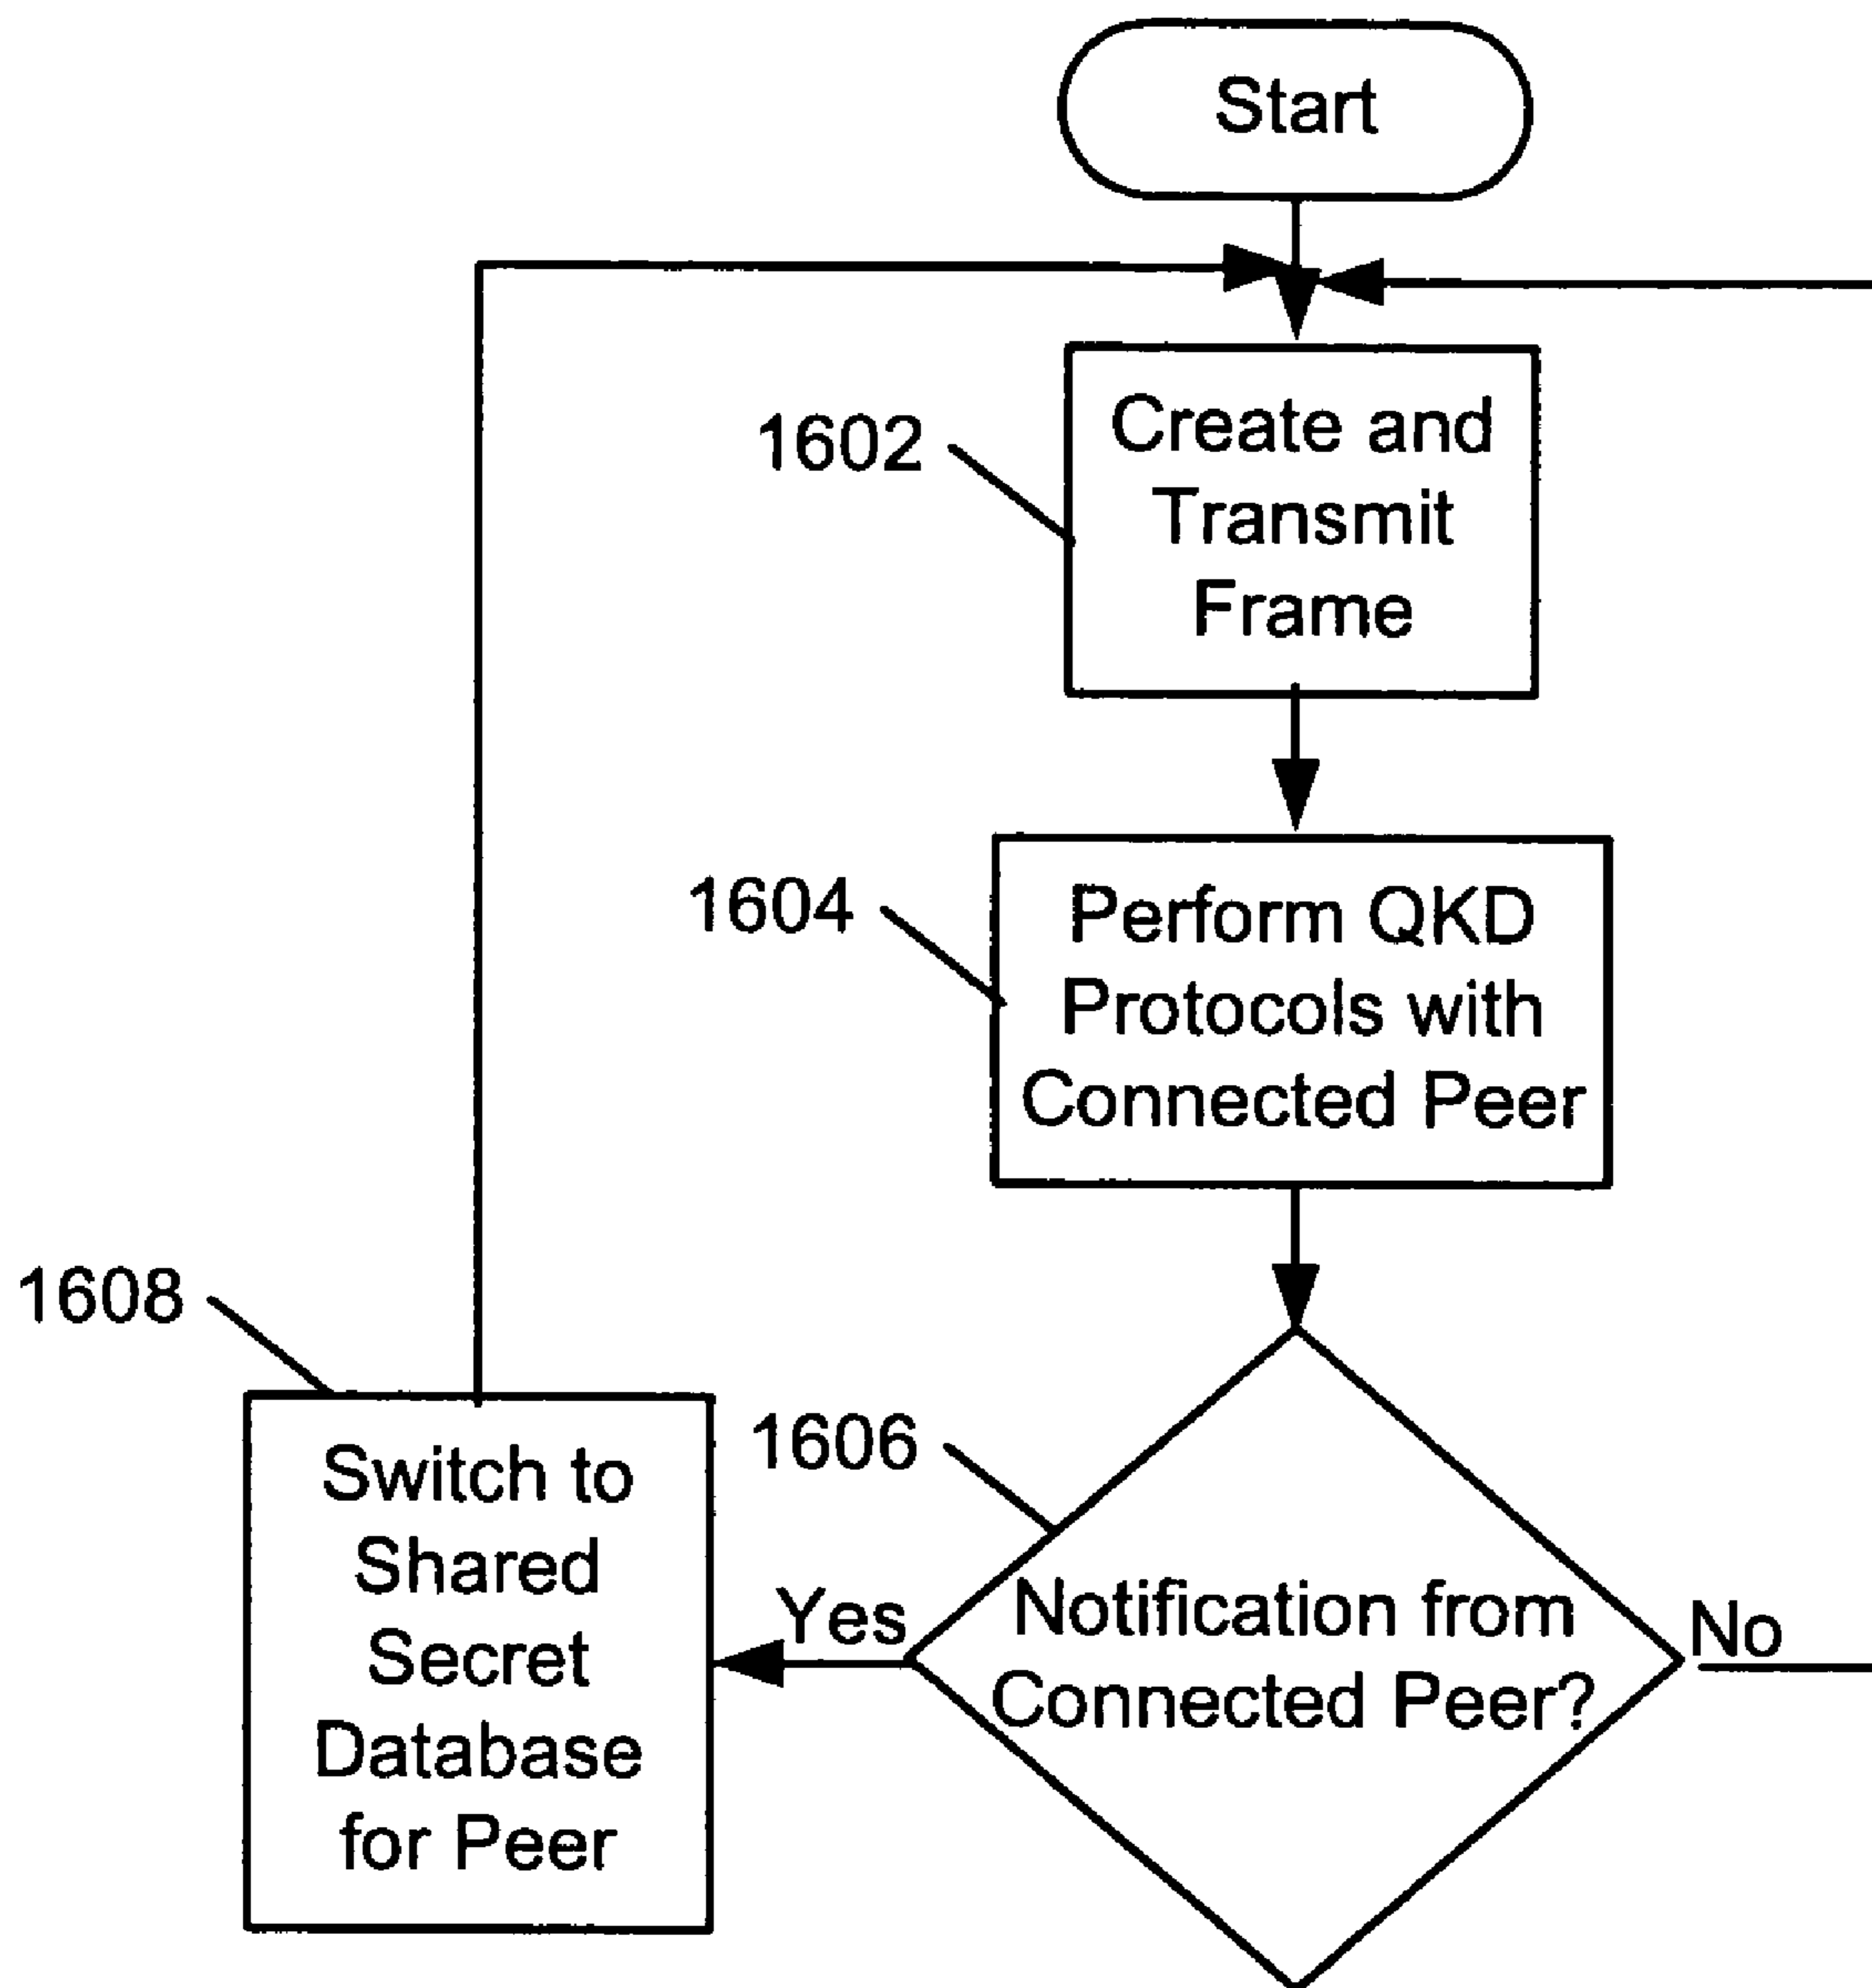 Start
1602
Create and
Transmit
Frame
1604
Perform QKD
Protocols with
Connected Peer
1606
Notification from
Connected Peer?
Yes
No
1608
Switch to
Shared
Secret
Database
for Peer